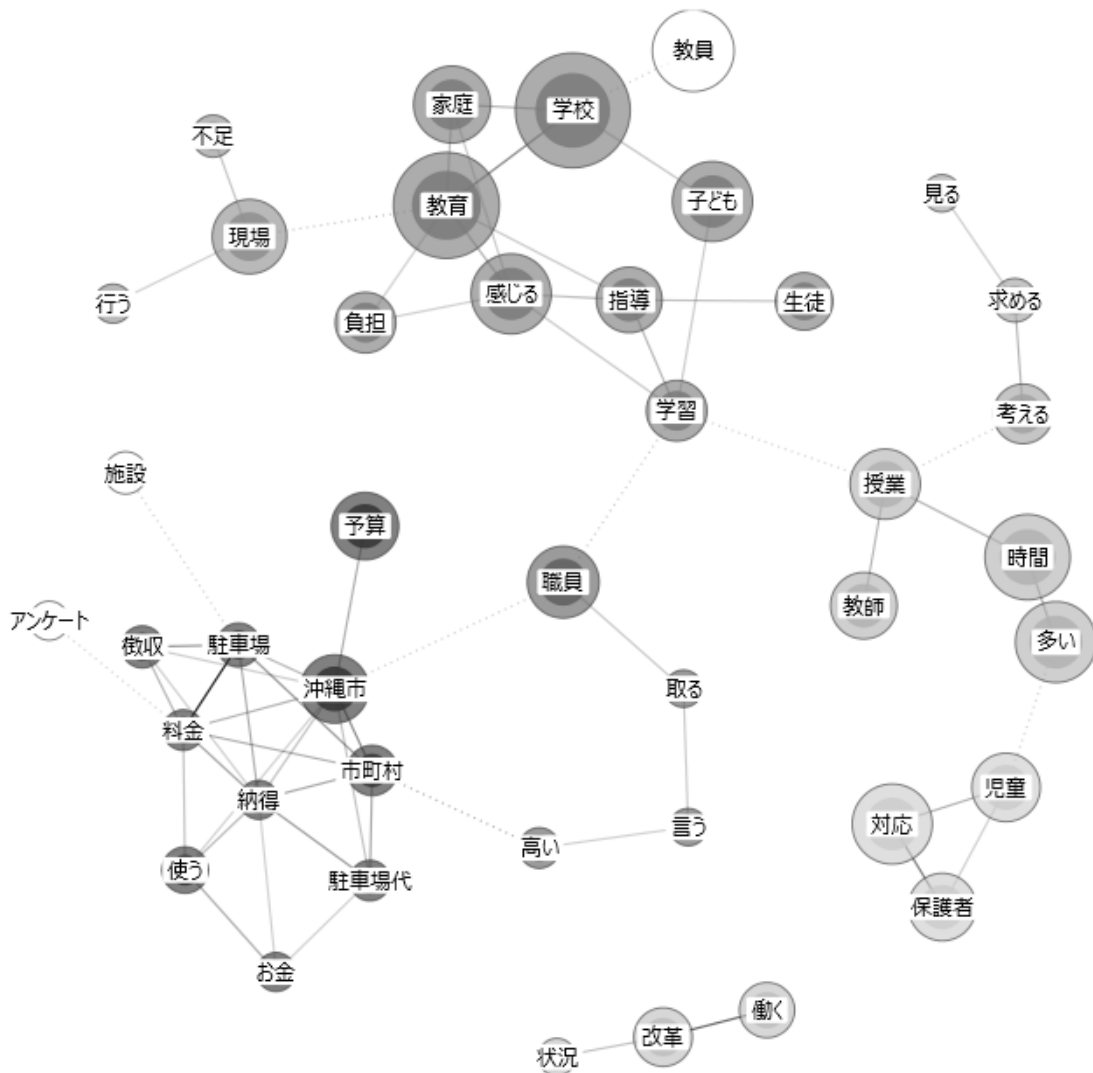 教員
家庭
学校
不足
子ども
見る
教育
現場
感じる
指導
生徒
求める
行う
負担
学習
考える
施設
授業
予算
時間
職員
教師
アンケート
徴収
駐車場
多い
沖縄市
取る
料金
市町村
納得
児童
対応
言う
高い
使う
駐車場代
保護者
お金
働く
改革
状況